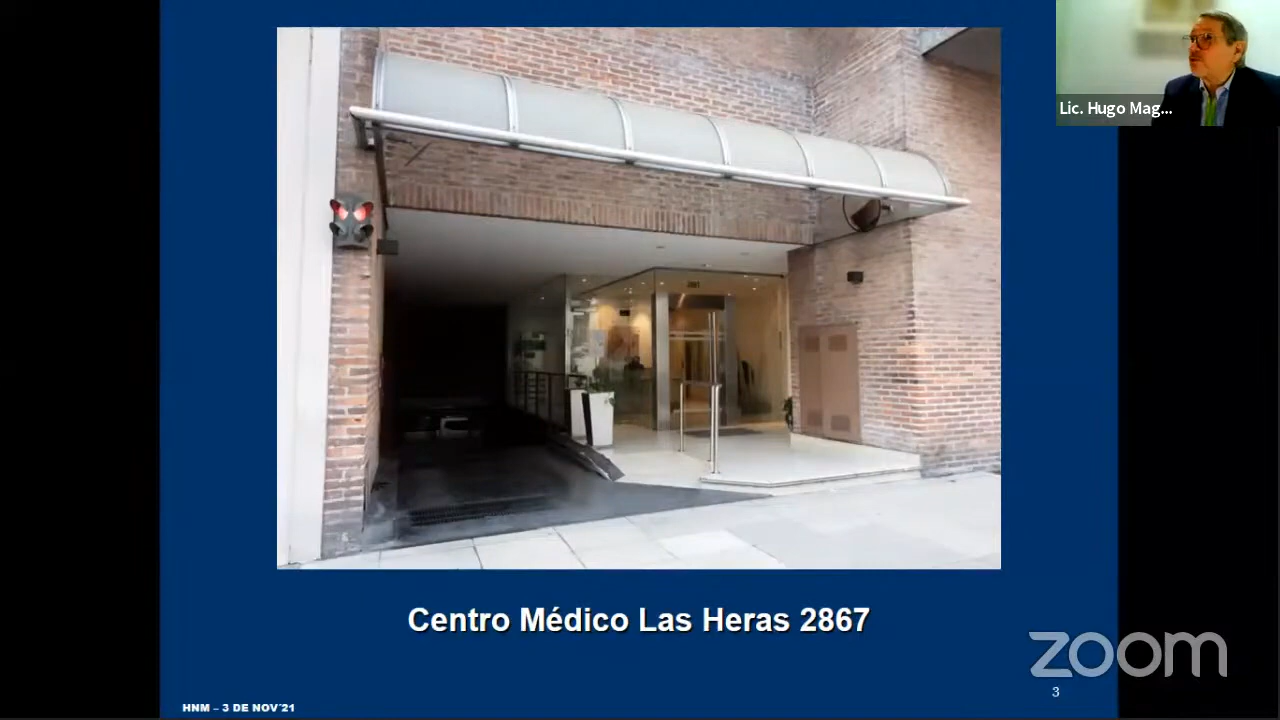 Lic. Hugo Mag...
Centro Médico Las Heras 2867
zoom
3
HNM – 3 DE NOV´21